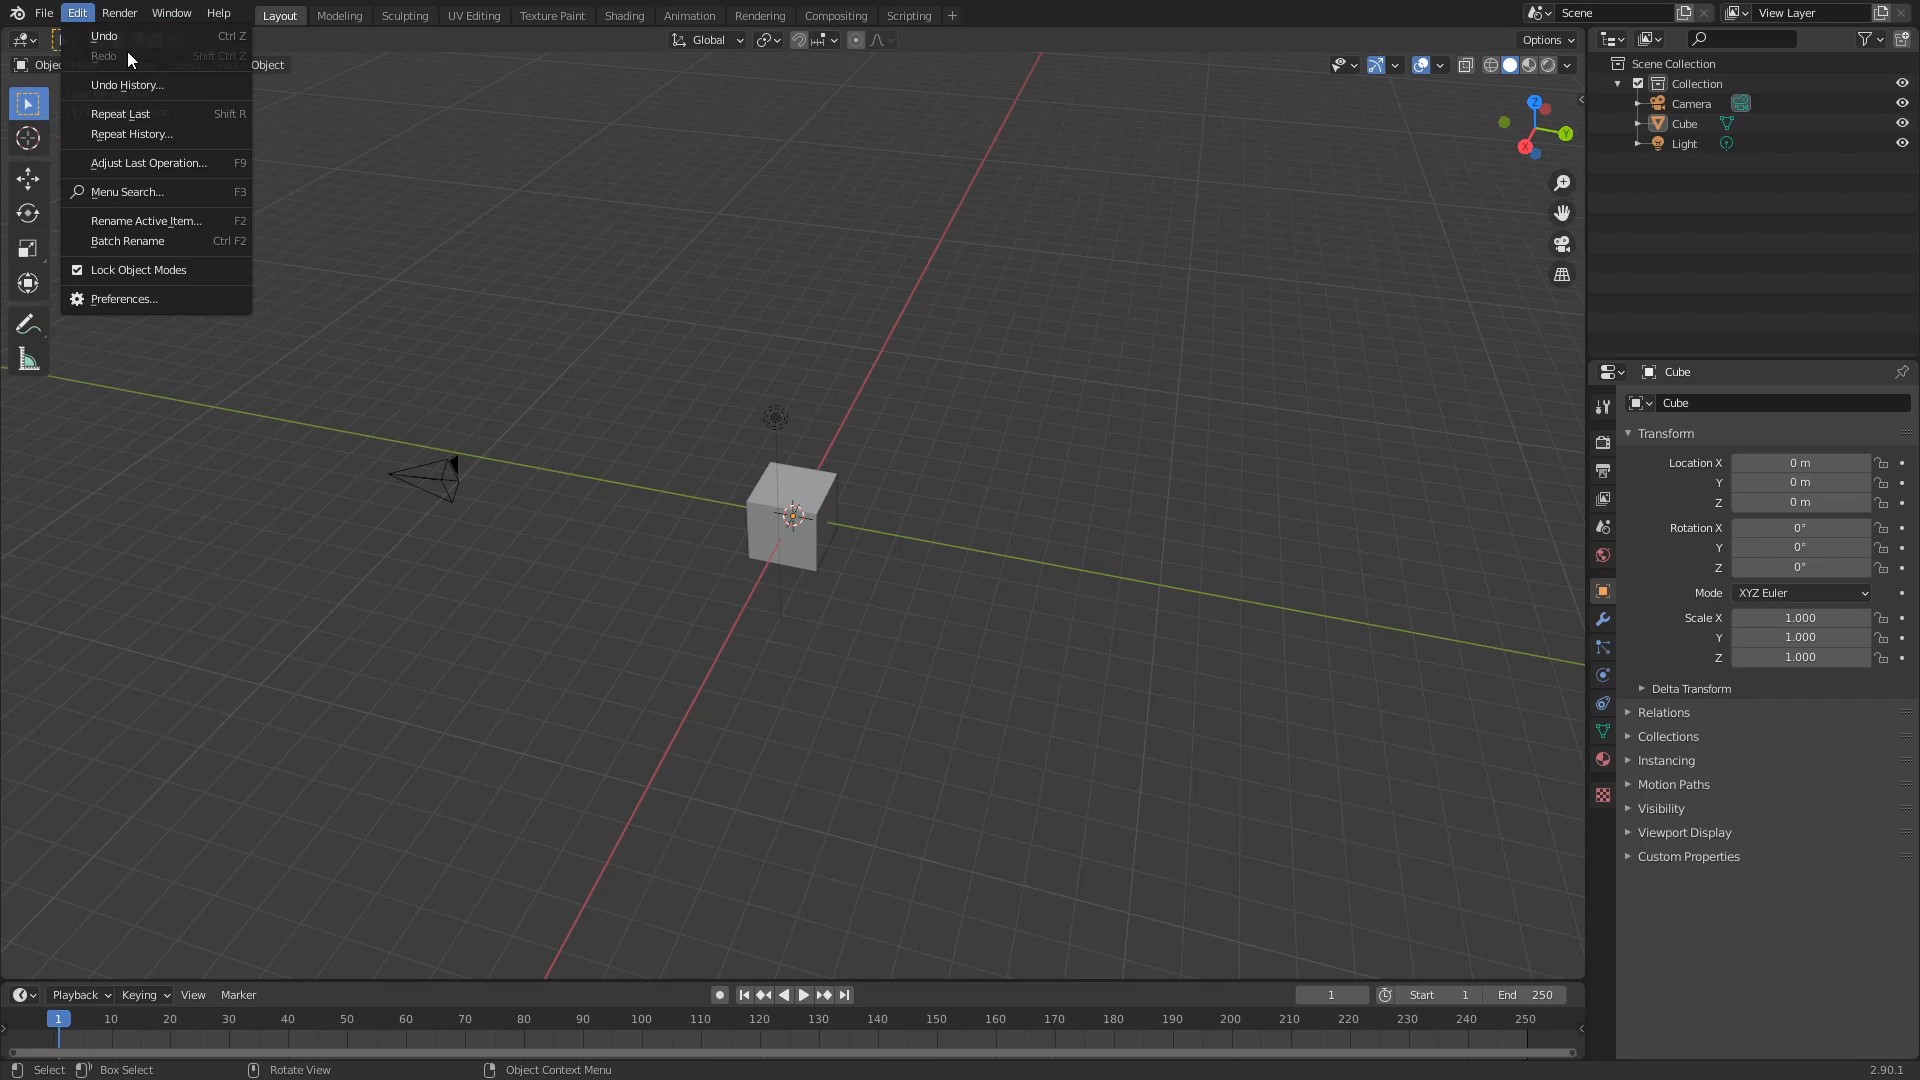 File Edit Render Window Help Layout Modeling Sculpting UV Editing Texture Paint Shading Animation Rendering Compositing Scripting + Scene View Layer
Undo Ctrl Z
Global Options
Redo Shift Ctrl Z
Objec Object
Undo History...
Repeat Last Shift R
Repeat History...
Adjust Last Operation... F9
Menu Search... F3
Rename Active Item... F2
Batch Rename Ctrl F2
Lock Object Modes
Preferences...
Z
Y
X
Scene Collection
Collection
Camera
Cube
Light
Cube
Cube
Transform
Location X 0 m
Y 0 m
Z 0 m
Rotation X 0°
Y 0°
Z 0°
Mode XYZ Euler
Scale X 1.000
Y 1.000
Z 1.000
Delta Transform
Relations
Collections
Instancing
Motion Paths
Visibility
Viewport Display
Custom Properties
Playback Keying View Marker 1 Start 1 End 250
1 10 20 30 40 50 60 70 80 90 100 110 120 130 140 150 160 170 180 190 200 210 220 230 240 250
Select Box Select Rotate View Object Context Menu 2.90.1